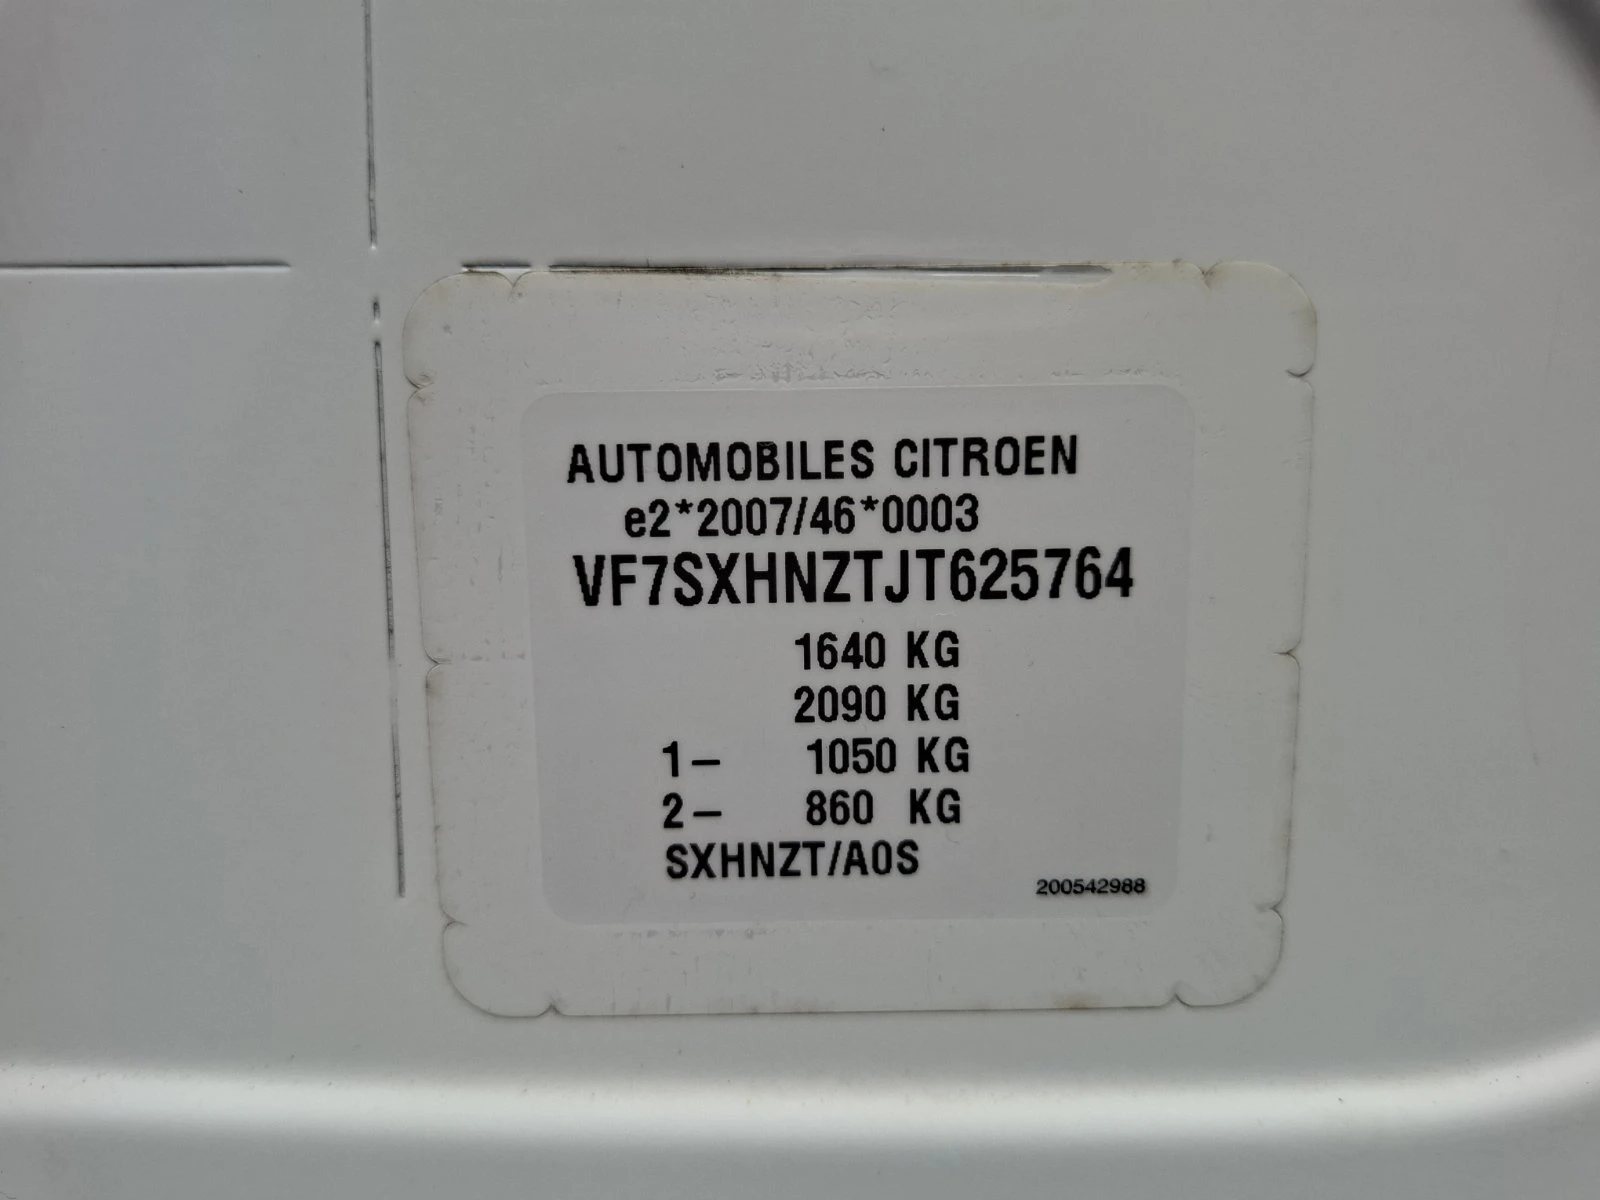 AUTOMOBILES CITROEN
e2*2007/46*0003
VF7SXHNZTJT625764
1640 KG
2090 KG
1- 1050 KG
2- 860 KG
SXHNZT/A0S
200542988